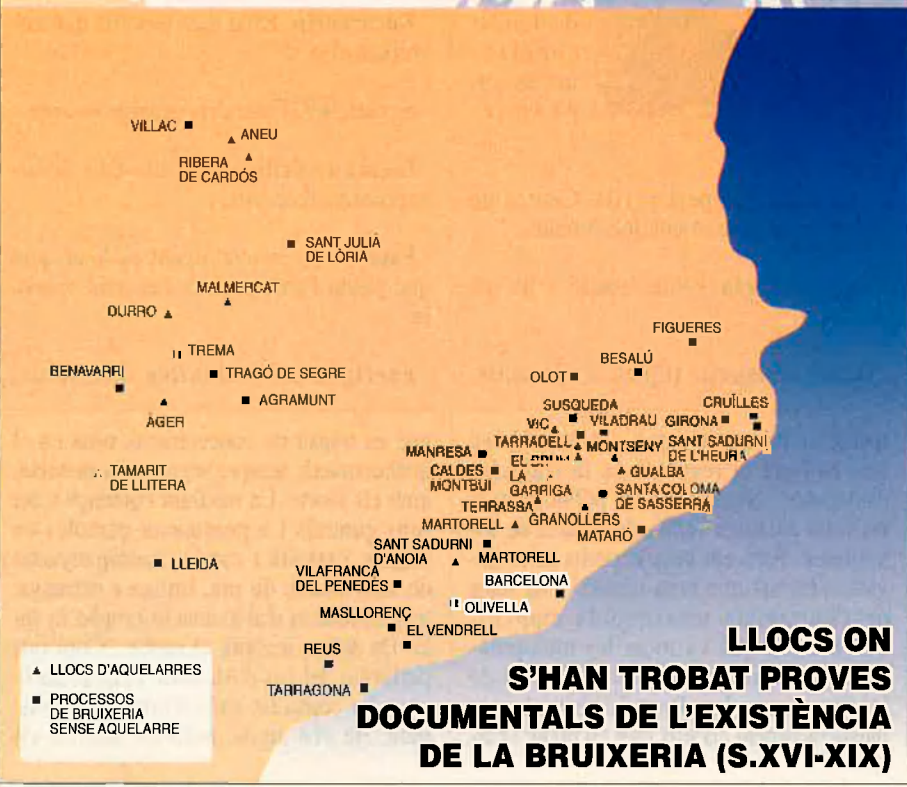 VILLAC
ANEU
RIBERA
DE CARDÓS
SANT JULIÀ
DE LÒRIA
MALMERCAT
DURRO
TREMA
BENAVARRI
TRAGÓ DE SEGRE
AGRAMUNT
ÀGER
TAMARIT
DE LLITERA
LLEIDA
FIGUERES
BESALÚ
OLOT
SUSQUEDA
CRUÏLLES
VIC
VILADRAU
GIRONA
TARRADELL
MONTSENY
SANT SADURNI
DE L'HEURA
MANRESA
EL
CALDES
MONTBUI
LA
GARRIGA
GUALBA
SANTA COLOMA
DE SASSERRA
TERRASSA
GRANOLLERS
MARTORELL
MATARÓ
SANT SADURNI
D'ANOIA
MARTORELL
VILAFRANCA
DEL PENEDÈS
BARCELONA
OLIVELLA
MASLLORENÇ
EL VENDRELL
REUS
TARRAGONA
LLOCS D'AQUELARRES
PROCESSOS
DE BRUIXERIA
SENSE AQUELARRE
LLOCS ON
S'HAN TROBAT PROVES
DOCUMENTALS DE L'EXISTÈNCIA
DE LA BRUIXERIA (S.XVI-XIX)